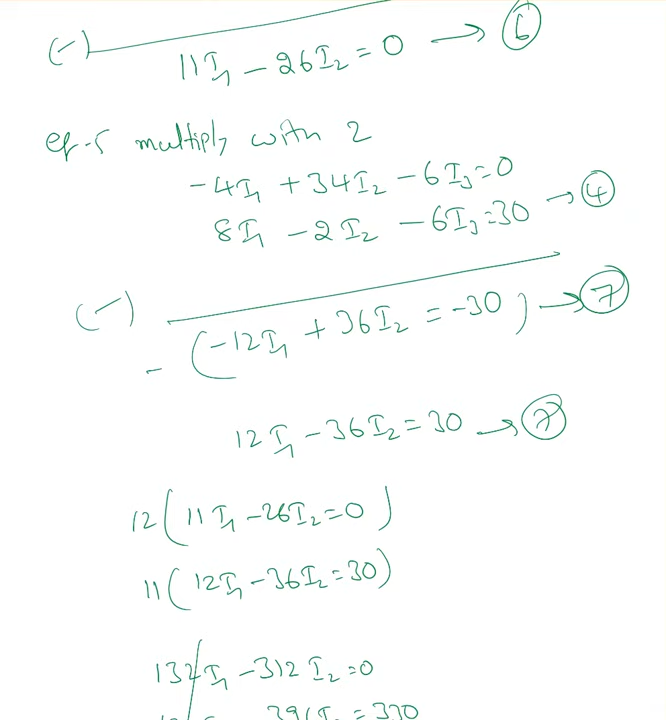 (-)
11I₁ - 26I₂ = 0 → ⑥
eq-5 multiply with 2
-4I₁ + 34I₂ - 6I₃ = 0
8I₁ - 2I₂ - 6I₃ = 30 → ④
(-)
- (-12I₁ + 36I₂ = -30) → ⑦
12I₁ - 36I₂ = 30 → ⑦
12(11I₁ - 26I₂ = 0)
11(12I₁ - 36I₂ = 30)
132I₁ - 312I₂ = 0
= 330